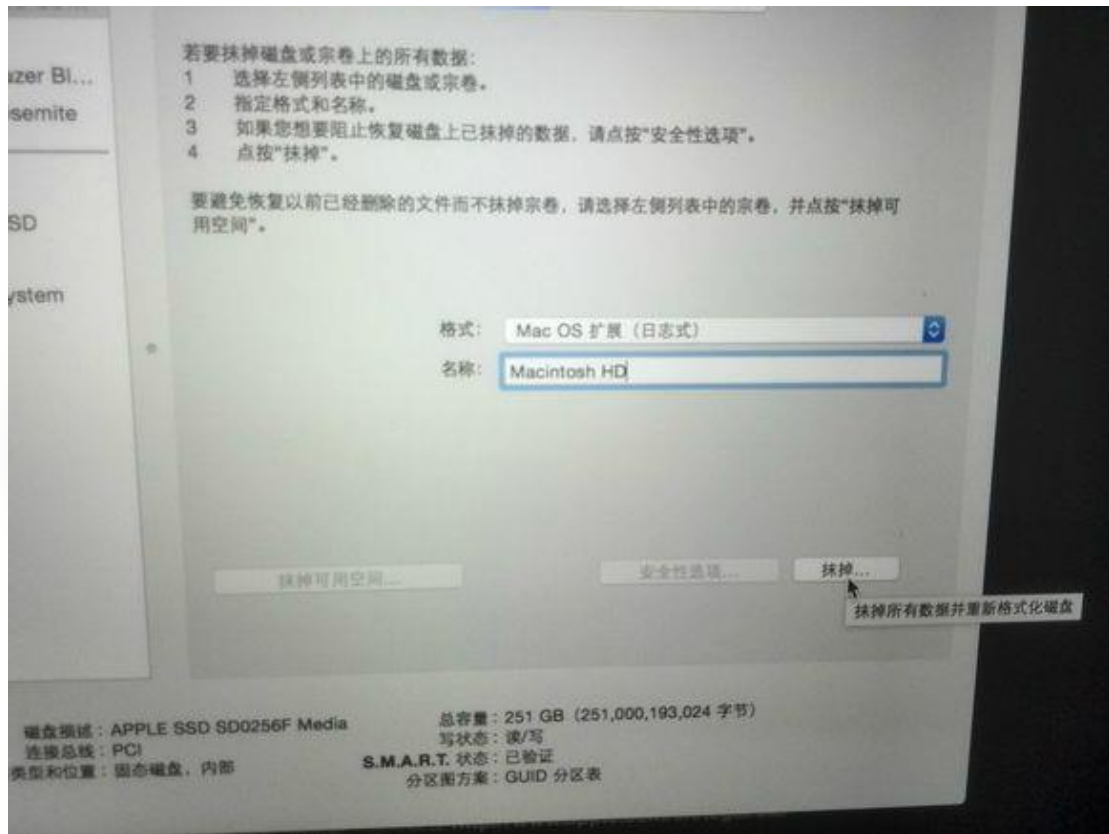 若要抹掉磁盘或宗卷上的所有数据:
1 选择左侧列表中的磁盘或宗卷。
2 指定格式和名称。
3 如果您想要阻止恢复磁盘上已抹掉的数据，请点按"安全性选项"。
4 点按"抹掉"。
要避免恢复以前已经删除的文件而不抹掉宗卷，请选择左侧列表中的宗卷，并点按"抹掉可
用空间"。
azer Bl...
semite
SD
ystem
格式: Mac OS 扩展（日志式）
名称: Macintosh HD
抹掉可用空间... 安全性选项... 抹掉...
抹掉所有数据并重新格式化磁盘
磁盘描述：APPLE SSD SD0256F Media
连接总线：PCI
类型和位置：固态磁盘，内部
总容量：251 GB（251,000,193,024 字节）
写状态：读/写
S.M.A.R.T. 状态：已验证
分区图方案：GUID 分区表